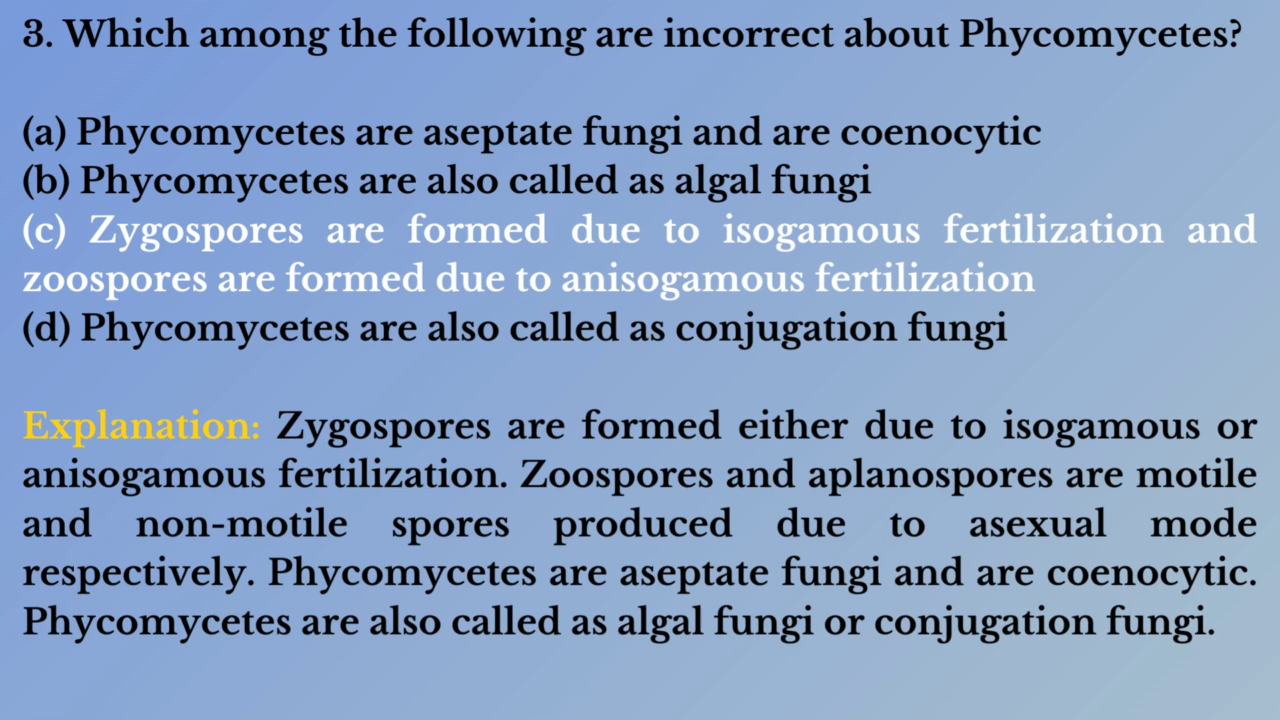 3. Which among the following are incorrect about Phycomycetes?
(a) Phycomycetes are aseptate fungi and are coenocytic
(b) Phycomycetes are also called as algal fungi
(c) Zygospores are formed due to isogamous fertilization and
zoospores are formed due to anisogamous fertilization
(d) Phycomycetes are also called as conjugation fungi
Explanation: Zygospores are formed either due to isogamous or
anisogamous fertilization. Zoospores and aplanospores are motile
and non-motile spores produced due to asexual mode
respectively. Phycomycetes are aseptate fungi and are coenocytic.
Phycomycetes are also called as algal fungi or conjugation fungi.